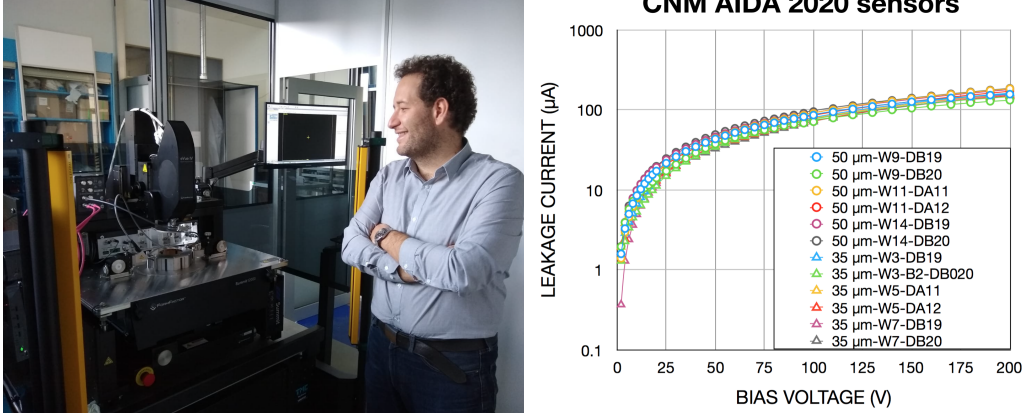 CNM AIDA 2020 sensors
LEAKAGE CURRENT (µA)
1000
100
10
1
0.1
50 µm-W9-DB19
50 µm-W9-DB20
50 µm-W11-DA11
50 µm-W11-DA12
50 µm-W14-DB19
50 µm-W14-DB20
35 µm-W3-DB19
35 µm-W3-B2-DB020
35 µm-W5-DA11
35 µm-W5-DA12
35 µm-W7-DB19
35 µm-W7-DB20
0 25 50 75 100 125 150 175 200
BIAS VOLTAGE (V)